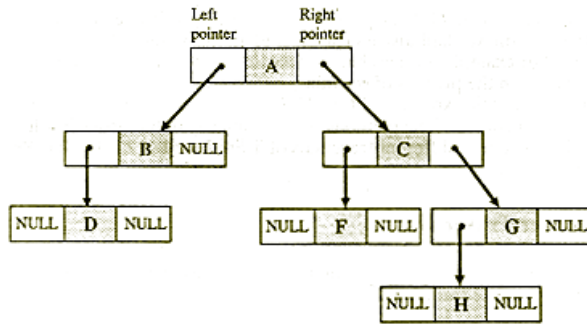 Left Right
pointer pointer
A
B NULL C
NULL D NULL NULL F NULL G NULL
NULL H NULL